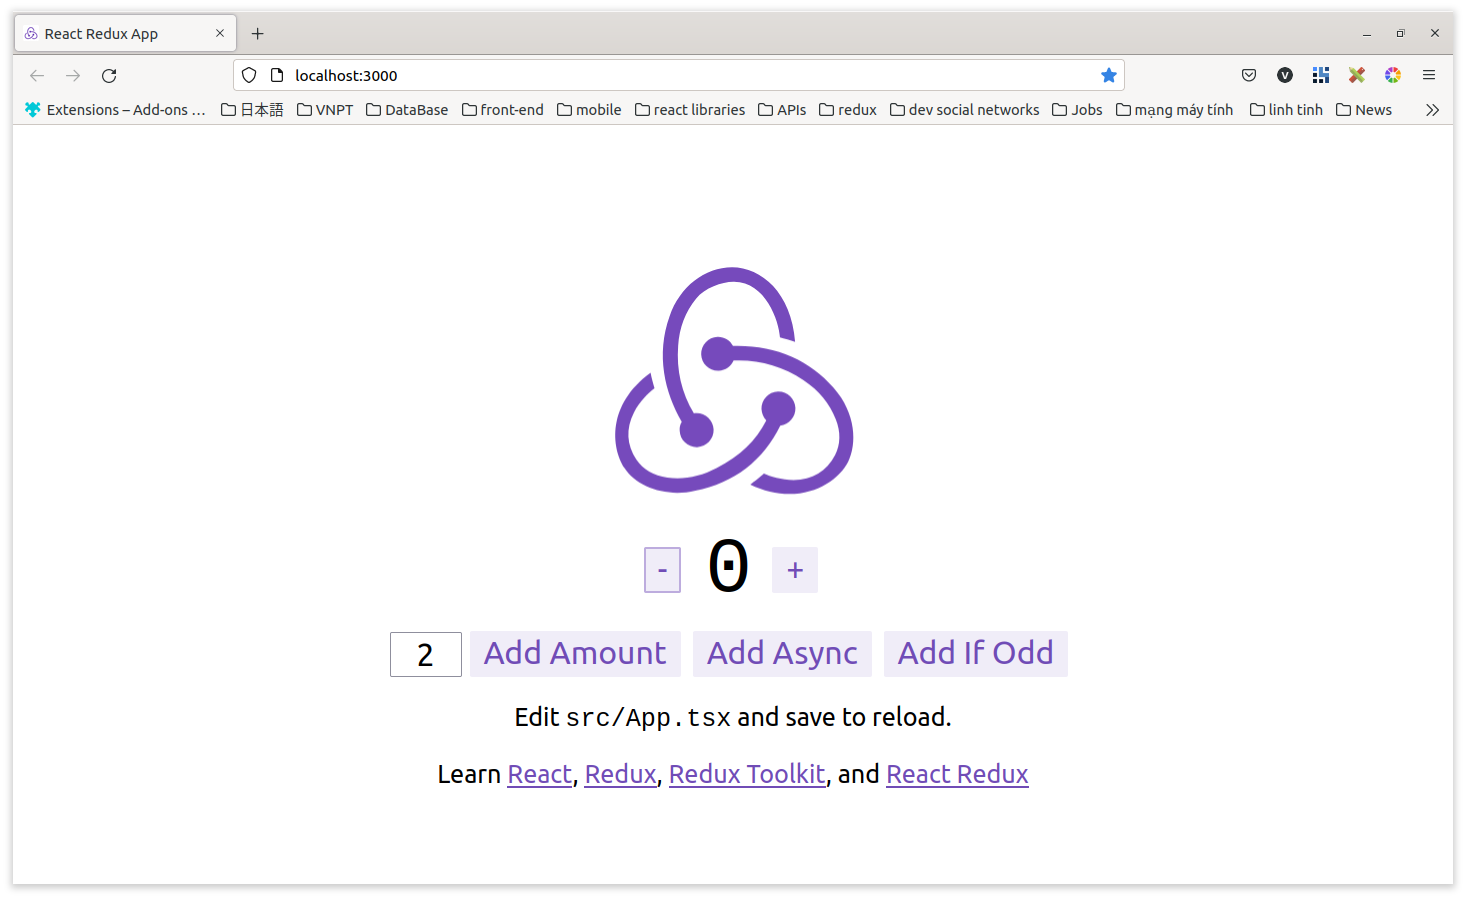 React Redux App
localhost:3000
Extensions – Add-ons ... 日本語 VNPT DataBase front-end mobile react libraries APIs redux dev social networks Jobs mạng máy tính linh tinh News
- 0 +
2 Add Amount Add Async Add If Odd
Edit src/App.tsx and save to reload.
Learn React, Redux, Redux Toolkit, and React Redux